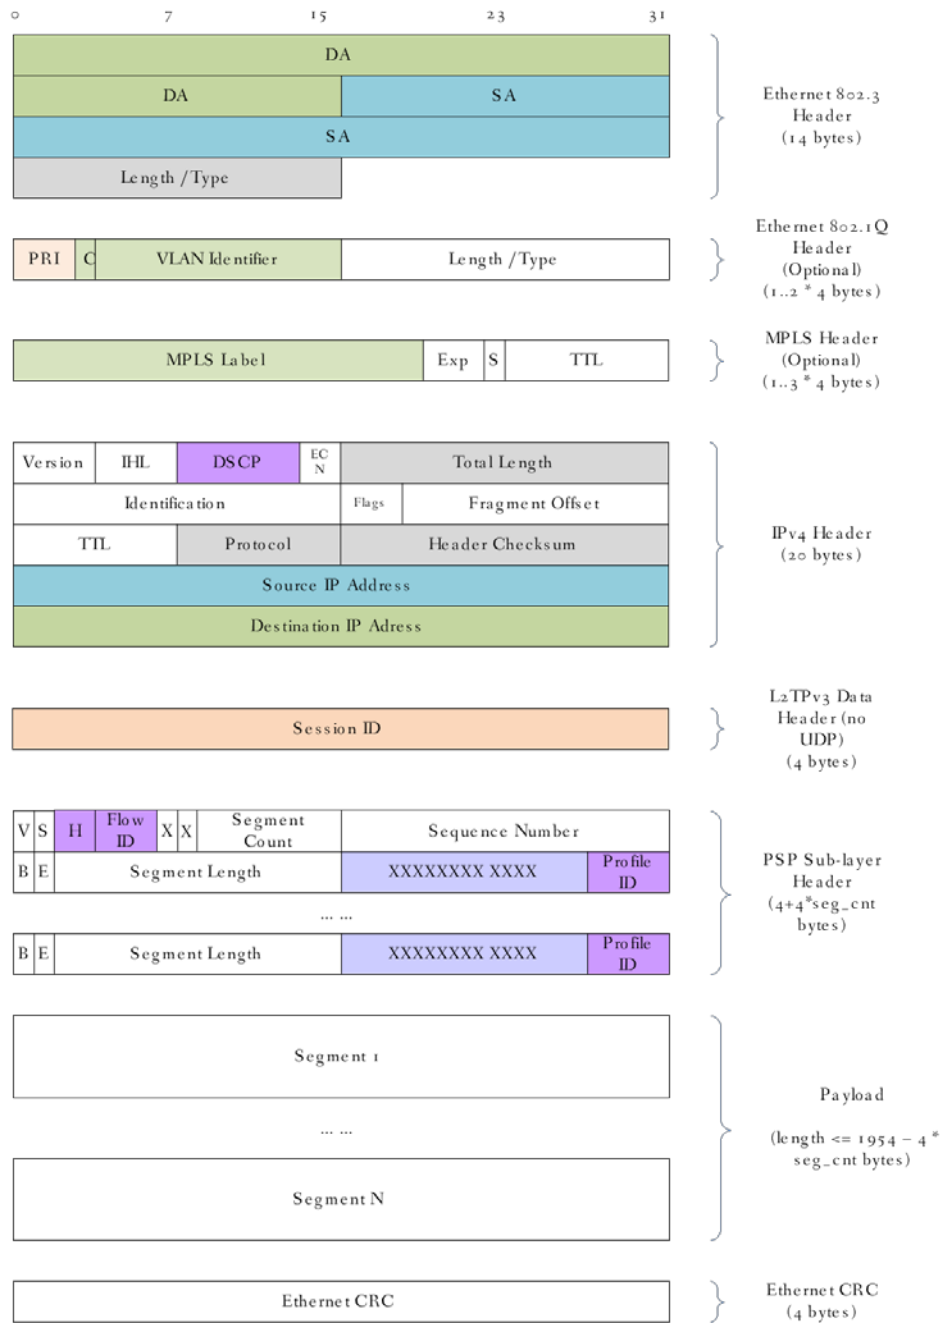 0 7 15 23 31
DA
DA SA
SA
Length /Type
Ethernet 802.3
Header
(14 bytes)
PRI C VLAN Identifier Length /Type
Ethernet 802.1Q
Header
(Optional)
(1..2 * 4 bytes)
MPLS Label Exp S TTL
MPLS Header
(Optional)
(1..3 * 4 bytes)
Version IHL DSCP EC
N Total Length
Identification Flags Fragment Offset
TTL Protocol Header Checksum
Source IP Address
Destination IP Adress
IPv4 Header
(20 bytes)
Session ID
L2TPv3 Data
Header (no
UDP)
(4 bytes)
V S H Flow
ID X X Segment
Count Sequence Number
B E Segment Length XXXXXXXX XXXX Profile
ID
... ...
B E Segment Length XXXXXXXX XXXX Profile
ID
PSP Sub-layer
Header
(4+4*seg_cnt
bytes)
Segment 1
... ...
Segment N
Payload
(length <= 1954 – 4 *
seg_cnt bytes)
Ethernet CRC
Ethernet CRC
(4 bytes)